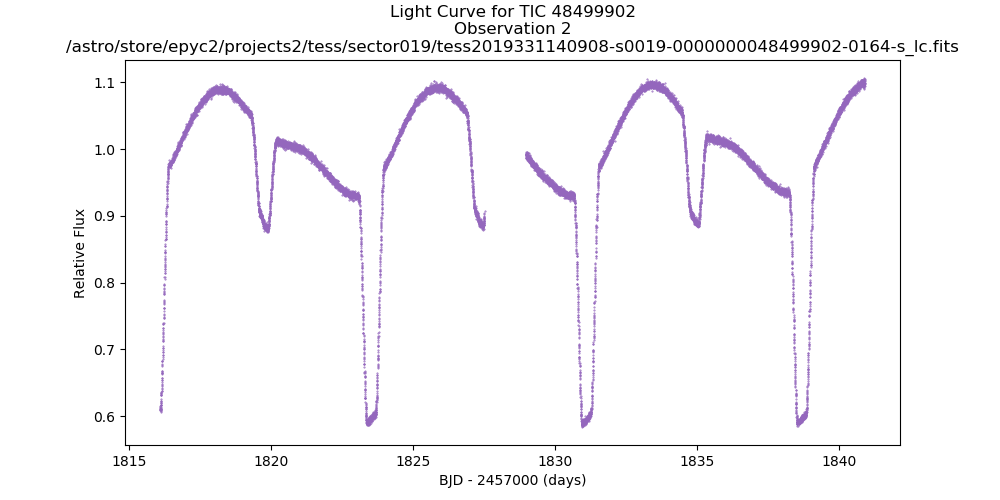 Light Curve for TIC 48499902
Observation 2
/astro/store/epyc2/projects2/tess/sector019/tess2019331140908-s0019-0000000048499902-0164-s_lc.fits
1.1
1.0
0.9
0.8
0.7
0.6
Relative Flux
1815 1820 1825 1830 1835 1840
BJD - 2457000 (days)